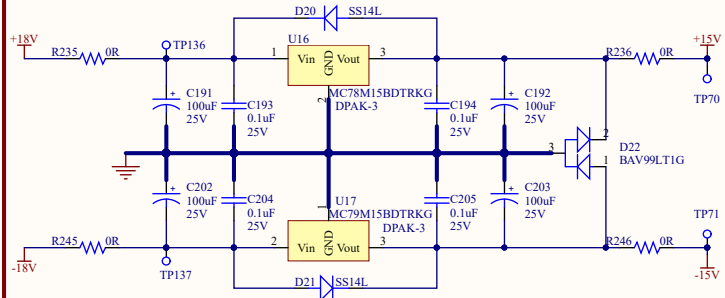 D20 SS14L
+18V
R235 0R
TP136
U16
1 Vin Vout 3
GND
2
MC78M15BDTRKG
DPAK-3
R236 0R
+15V
TP70
C191
100uF
25V
C193
0.1uF
25V
C194
0.1uF
25V
C192
100uF
25V
3
2
1
D22
BAV99LT1G
C202
100uF
25V
C204
0.1uF
25V
U17
1
MC79M15BDTRKG
DPAK-3
GND
2 Vin Vout 3
C205
0.1uF
25V
C203
100uF
25V
TP71
R245 0R
-18V
TP137
R246 0R
-15V
D21 SS14L